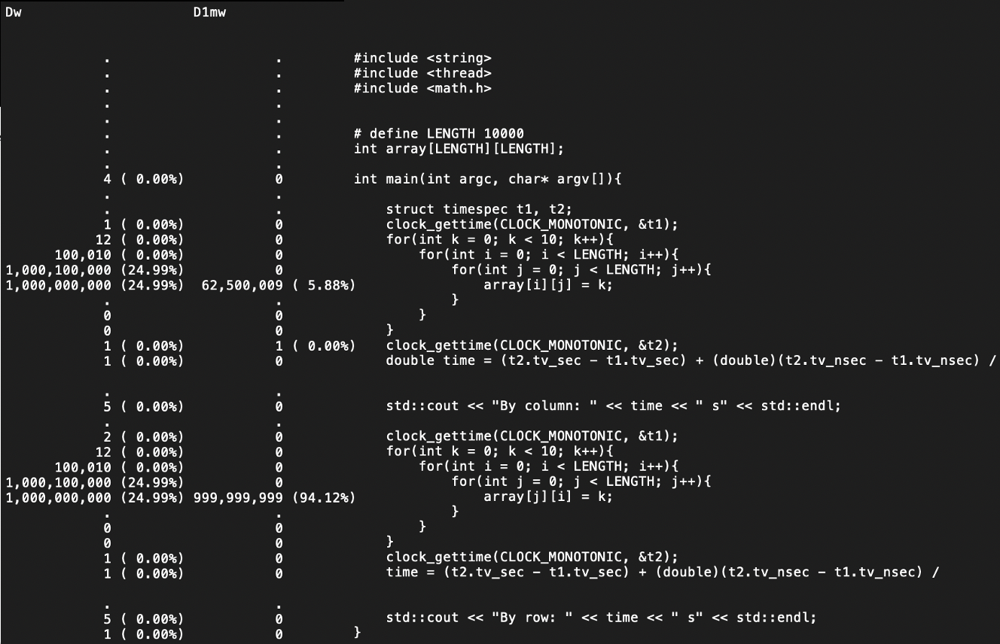 Dw D1mw
. . #include <string>
. . #include <thread>
. . #include <math.h>
. .
. .
. . # define LENGTH 10000
. . int array[LENGTH][LENGTH];
. .
4 ( 0.00%) 0 int main(int argc, char* argv[]){
. .
. . struct timespec t1, t2;
1 ( 0.00%) 0 clock_gettime(CLOCK_MONOTONIC, &t1);
12 ( 0.00%) 0 for(int k = 0; k < 10; k++){
100,010 ( 0.00%) 0 for(int i = 0; i < LENGTH; i++){
1,000,100,000 (24.99%) 0 for(int j = 0; j < LENGTH; j++){
1,000,000,000 (24.99%) 62,500,009 ( 5.88%) array[i][j] = k;
. . }
0 0 }
0 0 }
1 ( 0.00%) 1 ( 0.00%) clock_gettime(CLOCK_MONOTONIC, &t2);
1 ( 0.00%) 0 double time = (t2.tv_sec - t1.tv_sec) + (double)(t2.tv_nsec - t1.tv_nsec) /
. .
5 ( 0.00%) 0 std::cout << "By column: " << time << " s" << std::endl;
. .
2 ( 0.00%) 0 clock_gettime(CLOCK_MONOTONIC, &t1);
12 ( 0.00%) 0 for(int k = 0; k < 10; k++){
100,010 ( 0.00%) 0 for(int i = 0; i < LENGTH; i++){
1,000,100,000 (24.99%) 0 for(int j = 0; j < LENGTH; j++){
1,000,000,000 (24.99%) 999,999,999 (94.12%) array[j][i] = k;
. . }
0 0 }
0 0 }
1 ( 0.00%) 0 clock_gettime(CLOCK_MONOTONIC, &t2);
1 ( 0.00%) 0 time = (t2.tv_sec - t1.tv_sec) + (double)(t2.tv_nsec - t1.tv_nsec) /
. .
5 ( 0.00%) 0 std::cout << "By row: " << time << " s" << std::endl;
1 ( 0.00%) 0 }